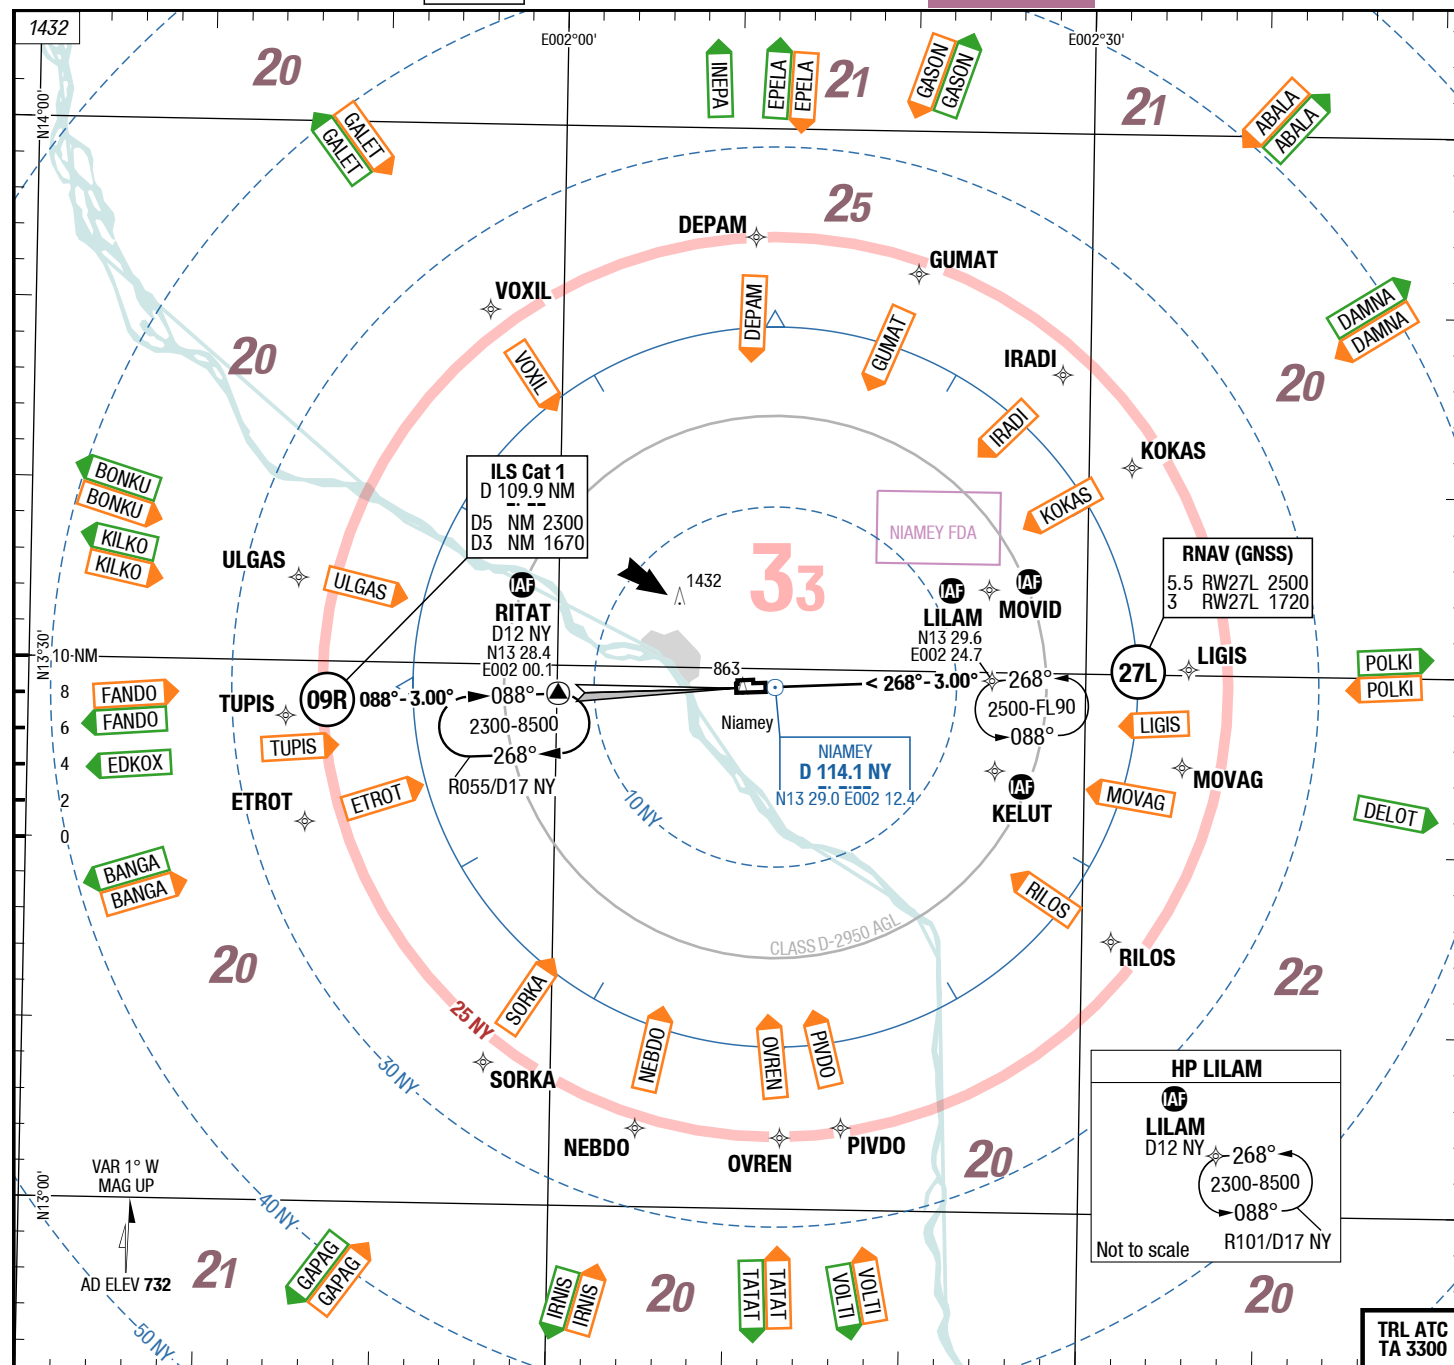 1432
E002°00'
E002°30'
20
INEPA
EPELA
EPELA
21
GASON
GASON
21
ABALA
ABALA
N14°00'
GALET
GALET
25
DEPAM
GUMAT
VOXIL
DEPAM
GUMAT
DAMNA
DAMNA
20
VOXIL
IRADI
20
IRADI
KOKAS
ILS Cat 1
D 109.9 NM
D5 NM 2300
D3 NM 1670
BONKU
BONKU
KOKAS
NIAMEY FDA
KILKO
KILKO
ULGAS
ULGAS
33
1432
RNAV (GNSS)
5.5 RW27L 2500
3 RW27L 1720
IAF
RITAT
D12 NY
N13 28.4
E002 00.1
IAF
LILAM
N13 29.6
E002 24.7
IAF
MOVID
N13°30'
10-NM
8
6
4
2
0
863
LIGIS
POLKI
POLKI
FANDO
FANDO
TUPIS
09R
088°- 3.00°
088°
2300-8500
268°
R055/D17 NY
< 268°- 3.00°
268°
2500-FL90
088°
27L
Niamey
LIGIS
TUPIS
EDKOX
NIAMEY
D 114.1 NY
N13 29.0 E002 12.4
MOVAG
ETROT
ETROT
10 NY
IAF
KELUT
MOVAG
DELOT
BANGA
BANGA
RILOS
CLASS D-2950 AGL
20
RILOS
22
SORKA
25 NY
NEBDO
OVREN
PIVDO
30 NY
SORKA
HP LILAM
IAF
LILAM
D12 NY
268°
2300-8500
088°
R101/D17 NY
Not to scale
NEBDO
OVREN
PIVDO
20
VAR 1° W
MAG UP
N13°00'
40 NY
AD ELEV 732
21
GAPAG
GAPAG
IRNIS
IRNIS
20
TATAT
TATAT
VOLTI
VOLTI
20
50 NY
TRL ATC
TA 3300